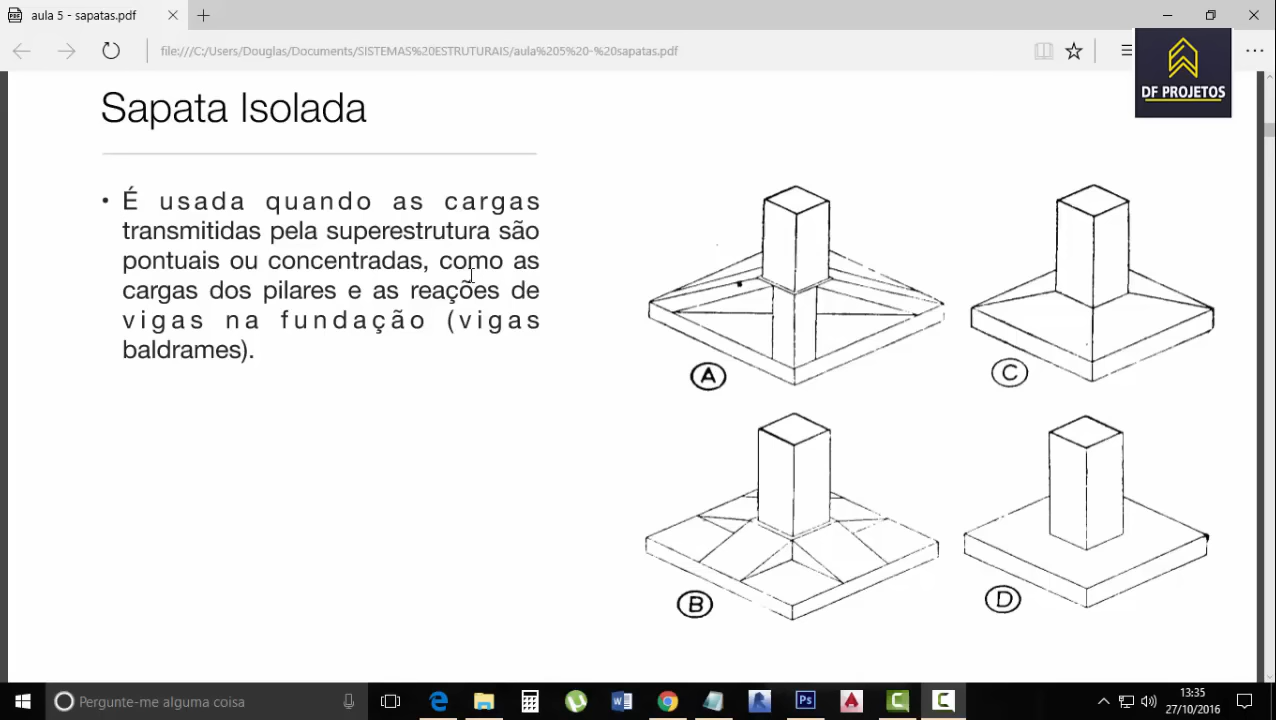 aula 5 - sapatas.pdf
file:///C:/Users/Douglas/Documents/SISTEMAS%20ESTRUTURAIS/aula%205%20-%20sapatas.pdf
DF PROJETOS
Sapata Isolada
• É usada quando as cargas
transmitidas pela superestrutura são
pontuais ou concentradas, como as
cargas dos pilares e as reações de
vigas na fundação (vigas
baldrames).
A
C
B
D
Pergunte-me alguma coisa
13:35
27/10/2016